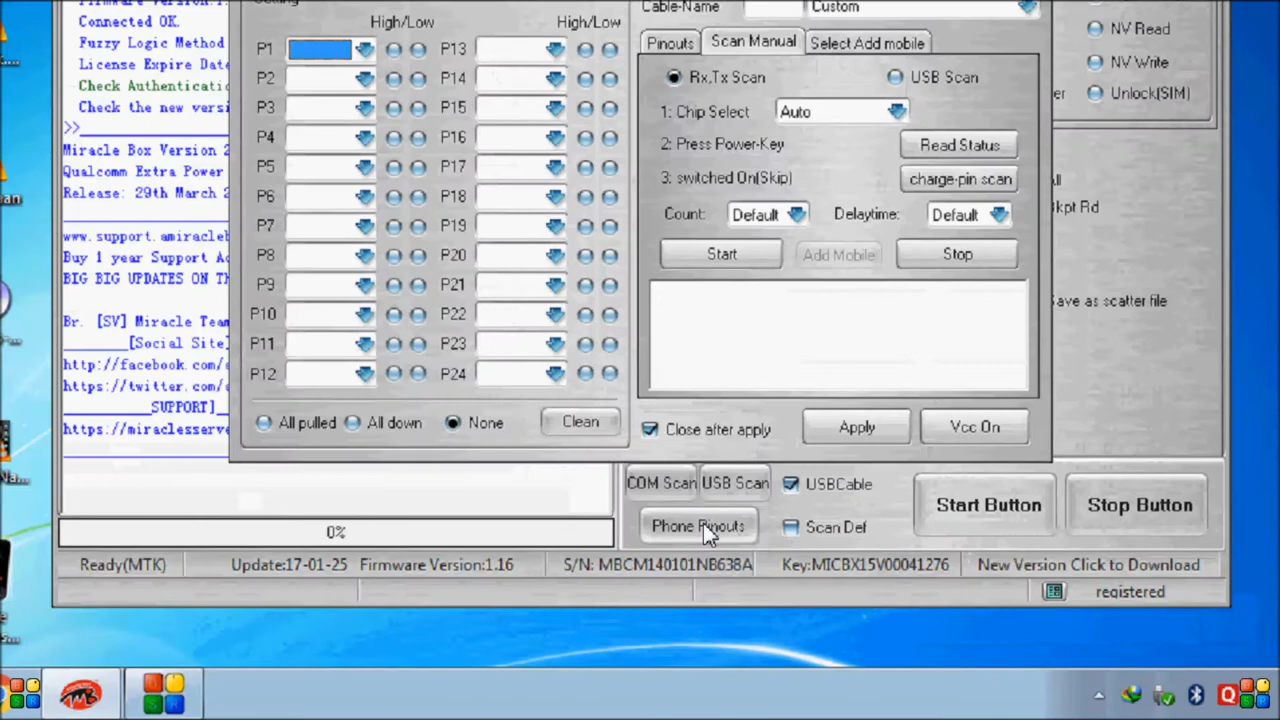 Connected OK.
Fuzzy Logic Method
License Expire Date
Check Authentication
Check the new versi
>>
Miracle Box Version 2
Qualcomm Extra Power
Release: 29th March 2
www.support.amiracleb
Buy 1 year Support Ac
BIG BIG UPDATES ON TH
Br. [SV] Miracle Team
[Social Site]
http://facebook.com/
https://twitter.com/
SUPPORT]
https://miraclesserve
High/Low High/Low
P1 P13
P2 P14
P3 P15
P4 P16
P5 P17
P6 P18
P7 P19
P8 P20
P9 P21
P10 P22
P11 P23
P12 P24
All pulled All down None Clean
Cable-Name Custom
Pinouts Scan Manual Select Add mobile
Rx,Tx Scan USB Scan
1: Chip Select Auto
2: Press Power-Key Read Status
3: switched On(Skip) charge-pin scan
Count: Default Delaytime: Default
Start Add Mobile Stop
Close after apply Apply Vcc On
NV Read
NV Write
er Unlock(SIM)
kpt Rd
Save as scatter file
COM Scan USB Scan USBCable
Phone Pinouts Scan Def
Start Button Stop Button
0%
Ready(MTK) Update:17-01-25 Firmware Version:1.16 S/N: MBCM140101NB638A Key:MICBX15V00041276 New Version Click to Download
registered